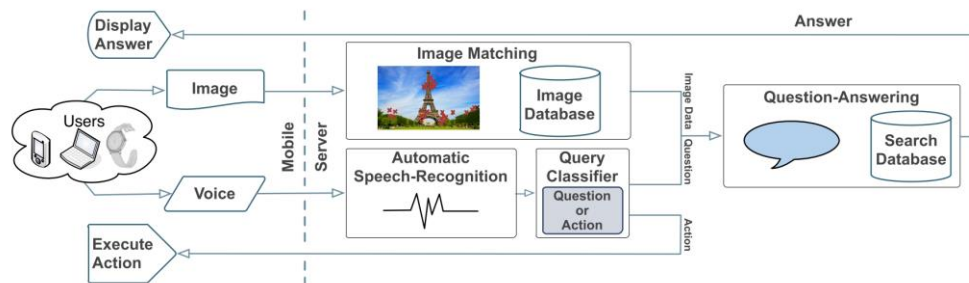 Display
Answer
Answer
Image Matching
Image
Database
Image
Users
Mobile
Server
Image Data
Question
Question-Answering
Search
Database
Automatic
Speech-Recognition
Query
Classifier
Question
or
Action
Voice
Action
Execute
Action